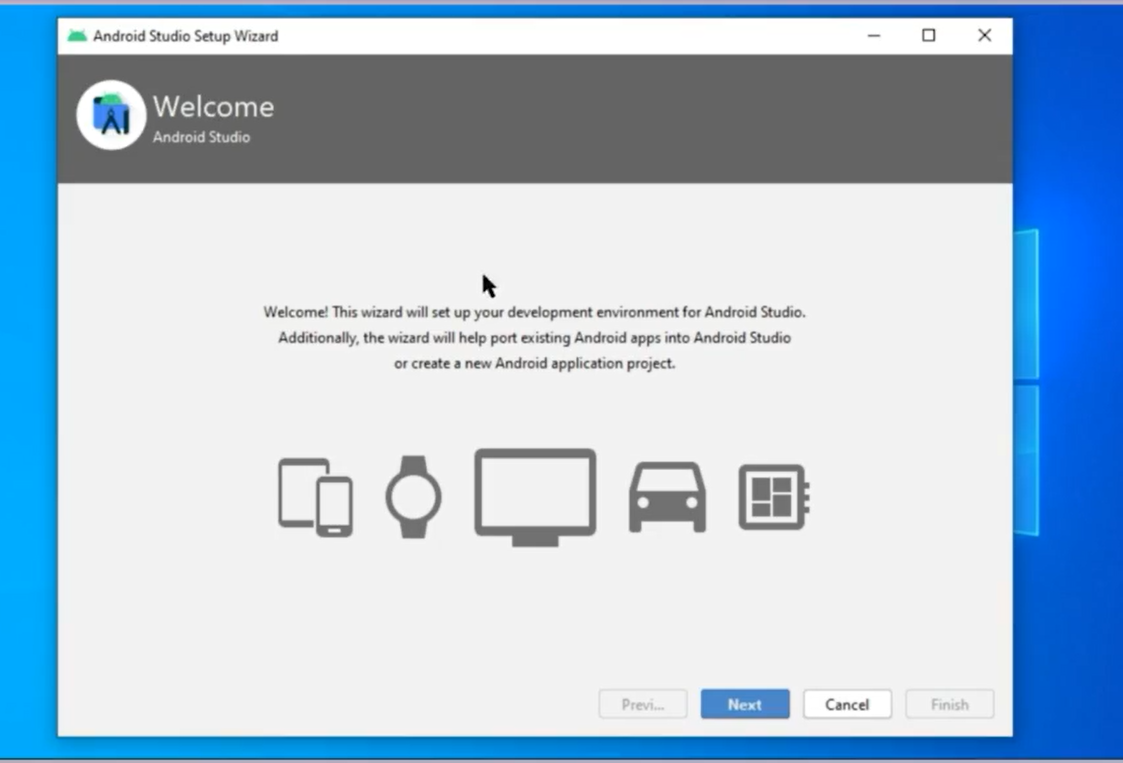 Android Studio Setup Wizard
Welcome
Android Studio
Welcome! This wizard will set up your development environment for Android Studio.
Additionally, the wizard will help port existing Android apps into Android Studio
or create a new Android application project.
Previ... Next Cancel Finish